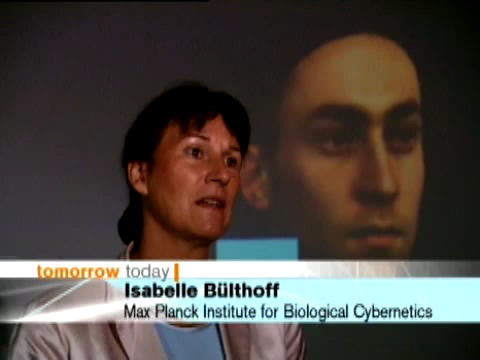 tomorrow today
Isabelle Bülthoff
Max Planck Institute for Biological Cybernetics